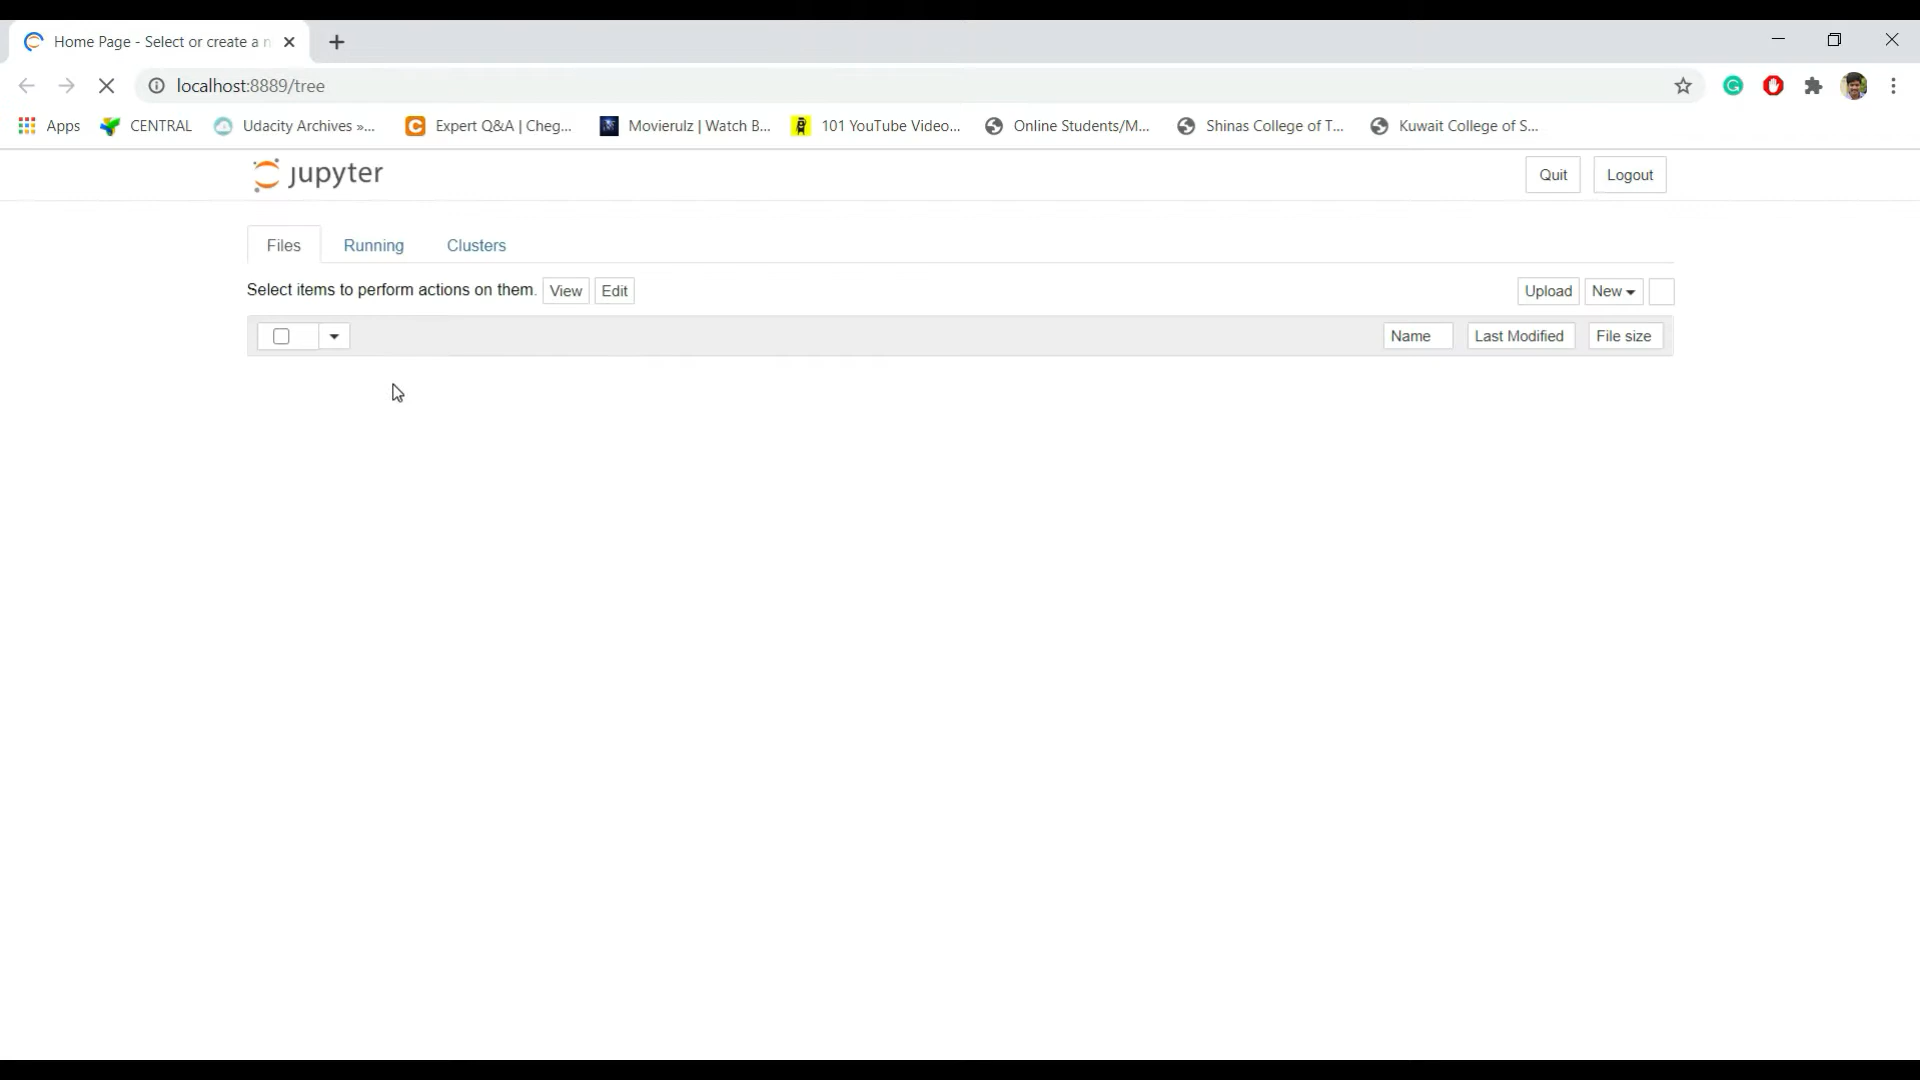 Home Page - Select or create a n
localhost:8889/tree
Apps CENTRAL Udacity Archives »... Expert Q&A | Cheg... Movierulz | Watch B... 101 YouTube Video... Online Students/M... Shinas College of T... Kuwait College of S...
jupyter Quit Logout
Files Running Clusters
Select items to perform actions on them. View Edit Upload New
Name Last Modified File size